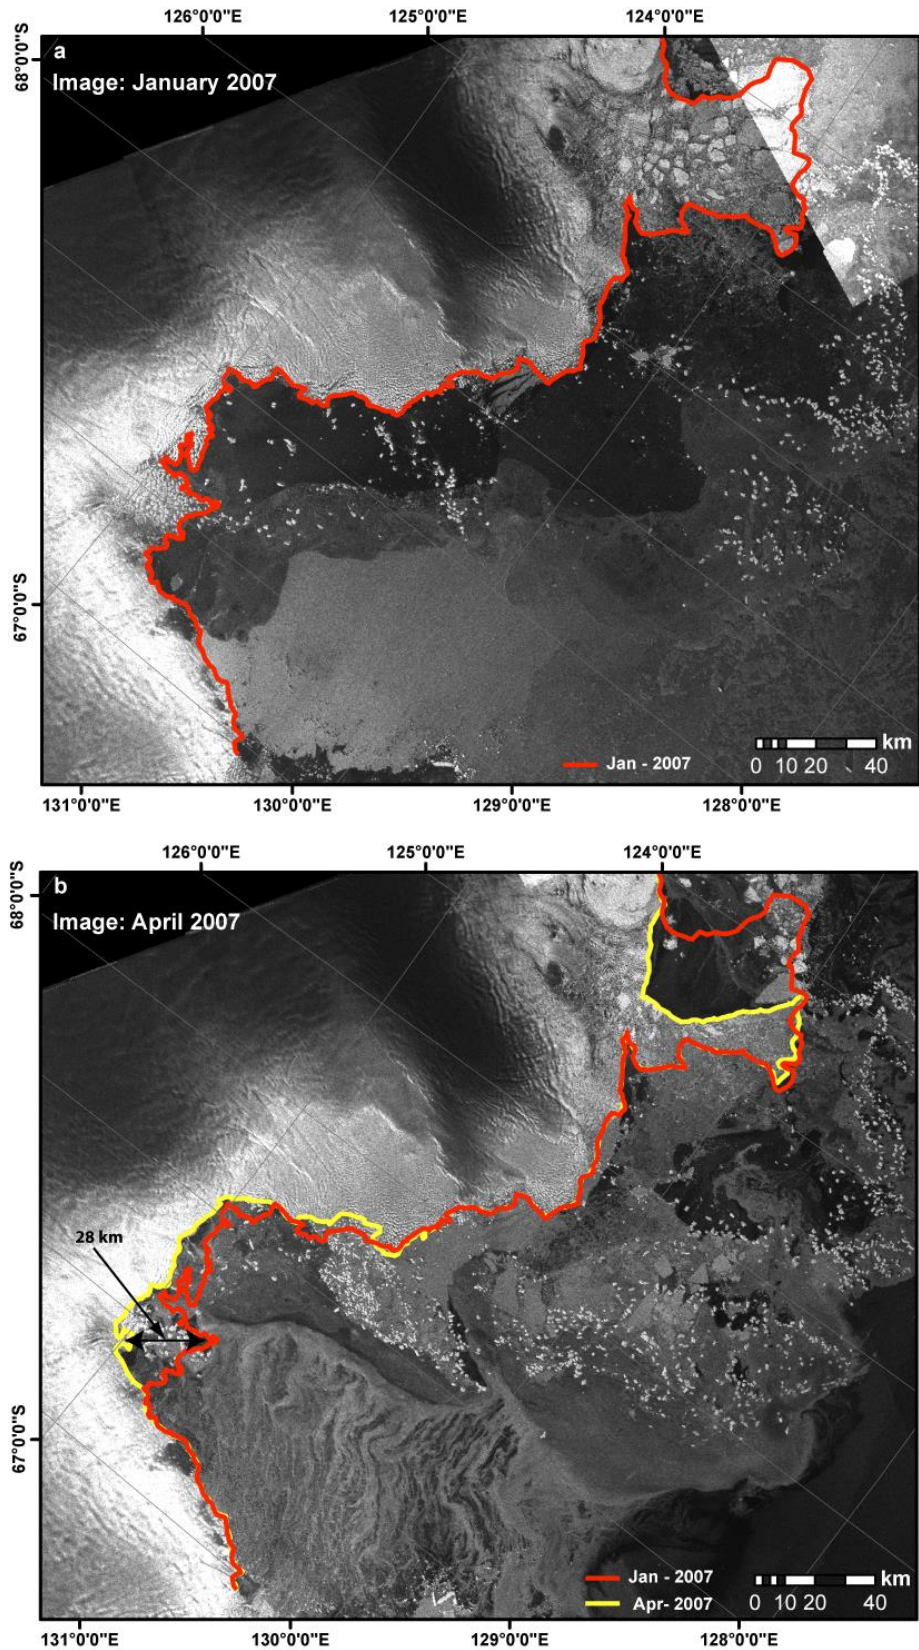 126°0'0"E 125°0'0"E 124°0'0"E
68°0'0"S
a
Image: January 2007
67°0'0"S
km
Jan - 2007
0 10 20 40
131°0'0"E 130°0'0"E 129°0'0"E 128°0'0"E
126°0'0"E 125°0'0"E 124°0'0"E
68°0'0"S
b
Image: April 2007
28 km
67°0'0"S
Jan - 2007
km
Apr- 2007
0 10 20 40
131°0'0"E 130°0'0"E 129°0'0"E 128°0'0"E